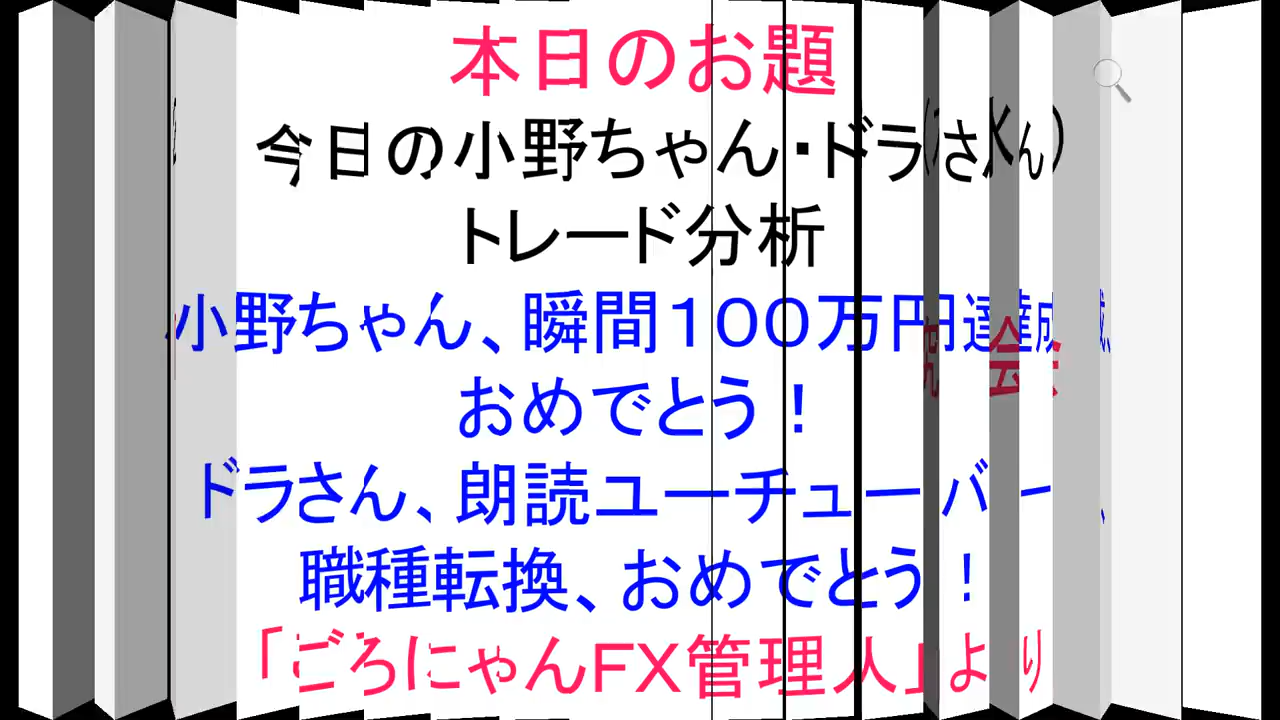 本日のお題
今日の小野ちゃん・ドラさん
トレード分析
小野ちゃん、瞬間１００万円達成、
おめでとう！
ドラさん、朗読ユーチューバー、
職種転換、おめでとう！
「ごろにゃんＦＸ管理人」より